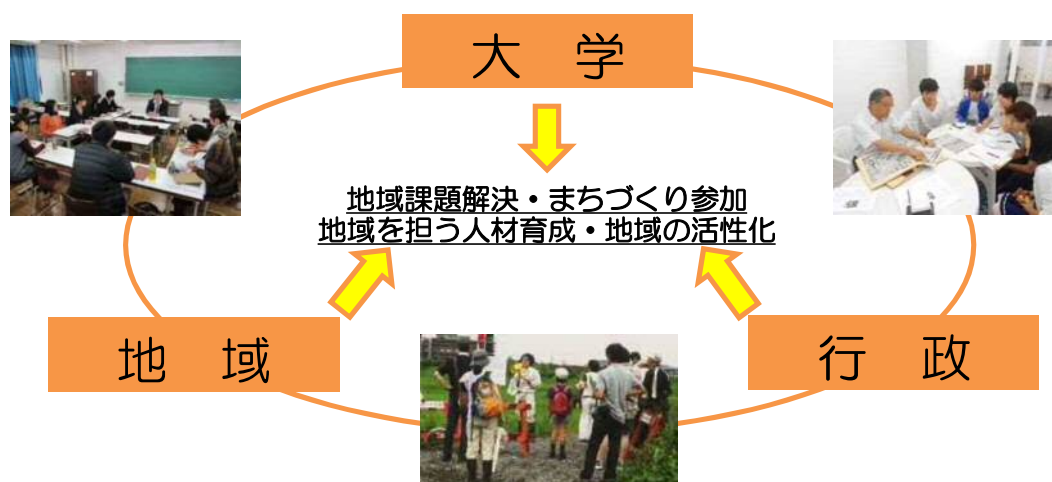 大　学
地域課題解決・まちづくり参加
地域を担う人材育成・地域の活性化
地　域
行　政